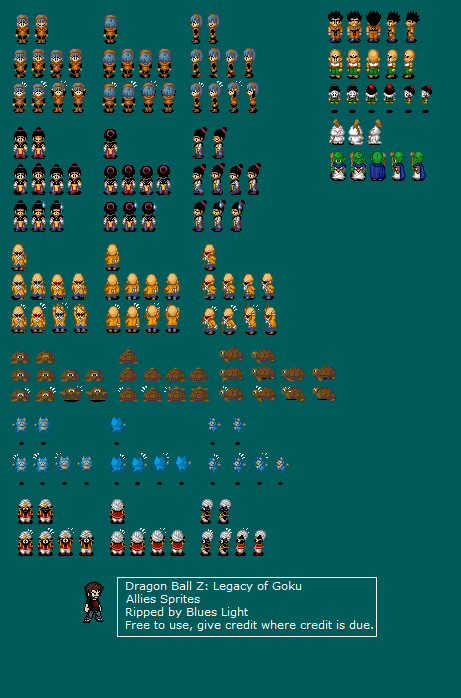 Dragon Ball Z: Legacy of Goku
Allies Sprites
Ripped by Blues Light
Free to use, give credit where credit is due.